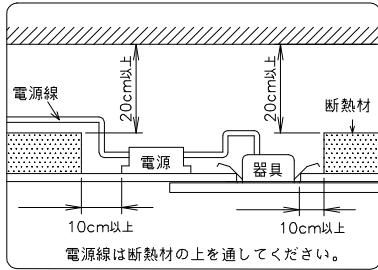 20cm以上
20cm以上
電源線
断熱材
電源
器具
10cm以上
10cm以上
電源線は断熱材の上を通してください。